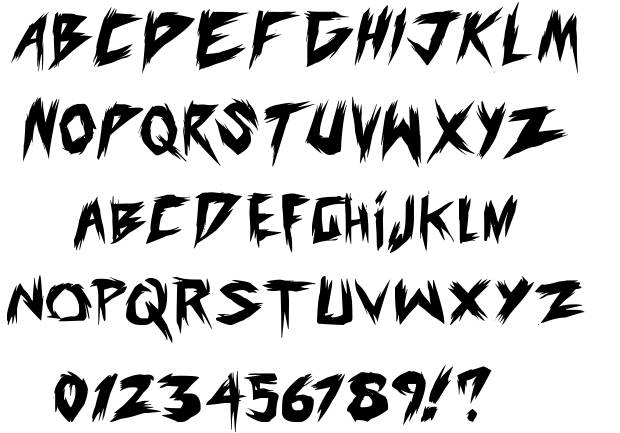 ABCDEFGHIJKLM
NOPQRSTUVWXYZ
ABCDEFGHiJKLM
NOPQRSTUVWXYZ
0123456789!?